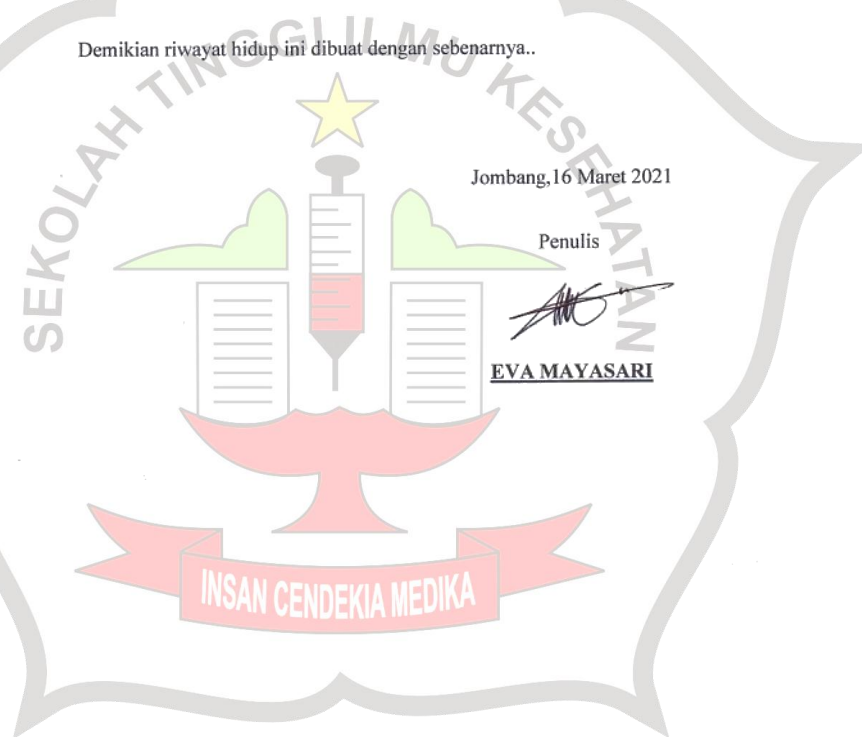 Demikian riwayat hidup ini dibuat dengan sebenarnya..
SEKOLAH TINGGI ILMU KESEHATAN
Jombang,16 Maret 2021
Penulis
EVA MAYASARI
INSAN CENDEKIA MEDIKA